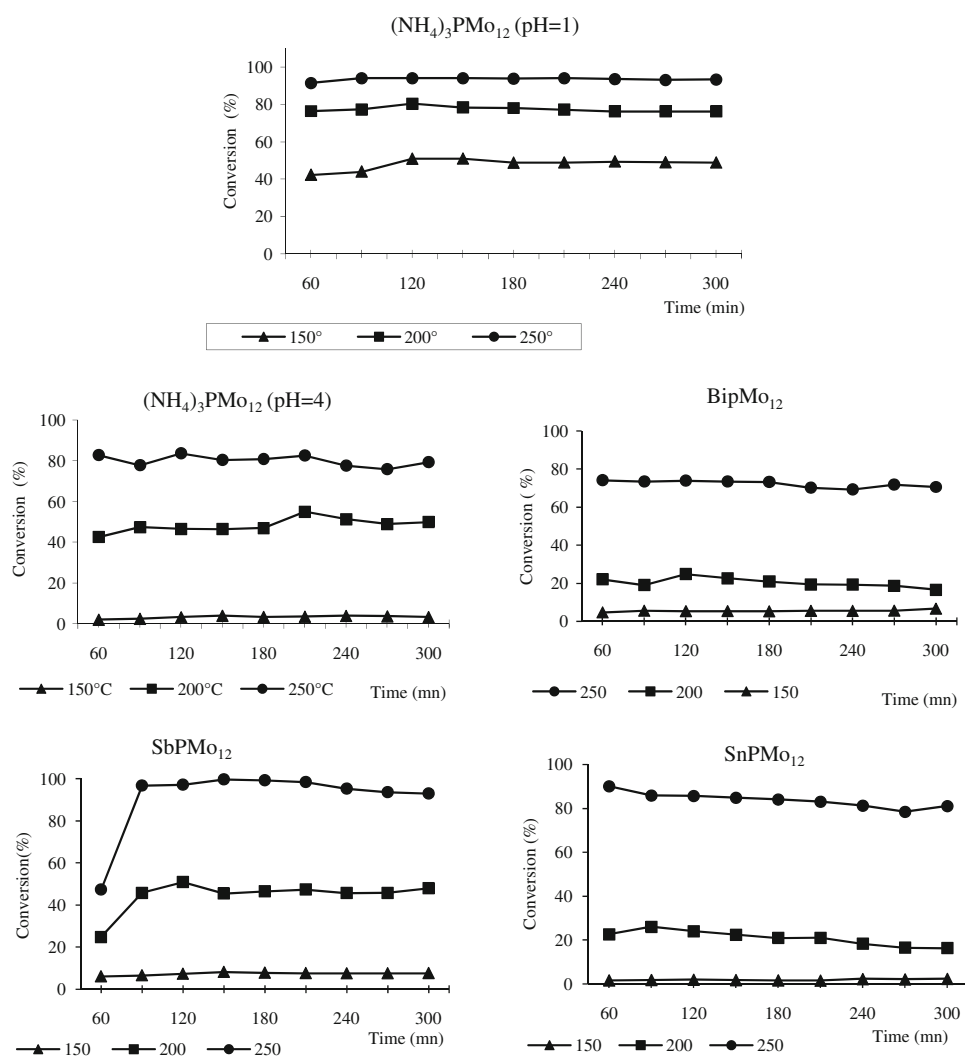 (NH₄)₃PMo₁₂ (pH=1)
Conversion (%)
100
80
60
40
20
0
60 120 180 240 300
Time (min)
150° 200° 250°
(NH₄)₃PMo₁₂ (pH=4)
Conversion (%)
100
80
60
40
20
0
60 120 180 240 300
150°C 200°C 250°C Time (mn)
BipMo₁₂
Conversion ( %)
100
80
60
40
20
0
60 120 180 240 300
250 200 150 Time (mn)
SbPMo₁₂
Conversion(%)
100
80
60
40
20
0
60 120 180 240 300
Time (mn)
150 200 250
SnPMo₁₂
Conversion (%)
100
80
60
40
20
0
60 120 180 240 300
Time (mn)
150 200 250